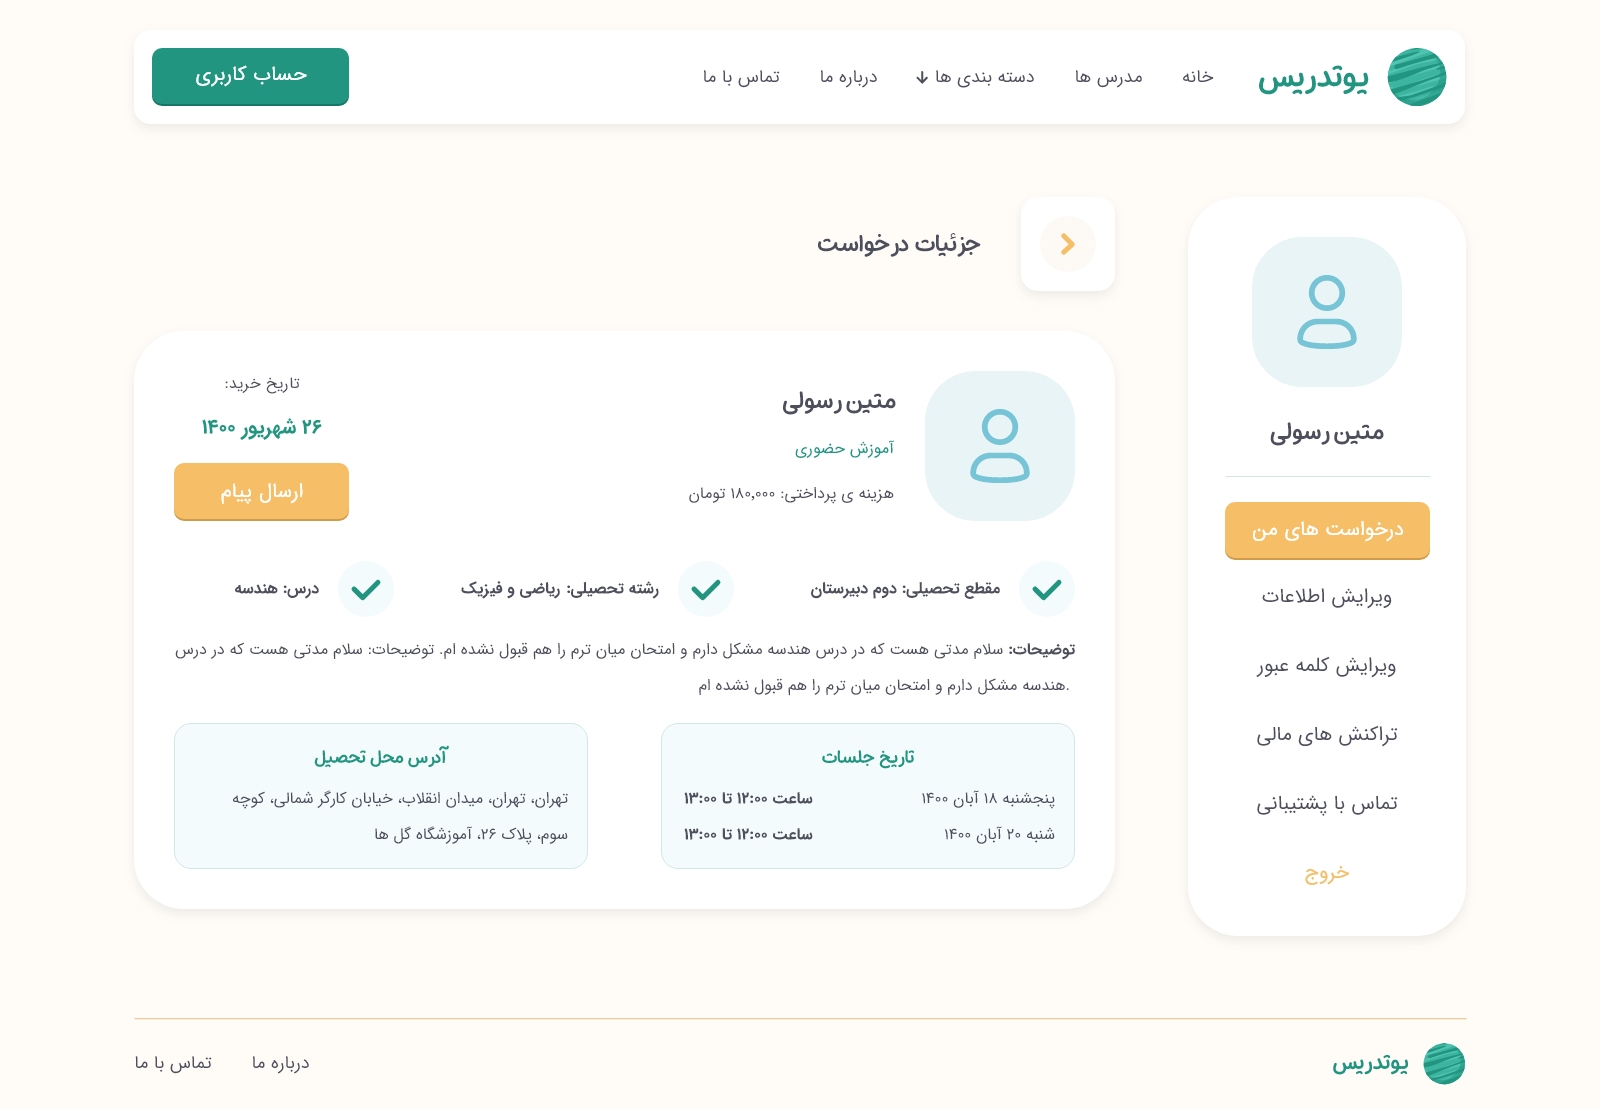 یوتدریس
خانه
مدرس ها
دسته بندی ها
درباره ما
تماس با ما
حساب کاربری
متین رسولی
درخواست های من
ویرایش اطلاعات
ویرایش کلمه عبور
تراکنش های مالی
تماس با پشتیبانی
خروج
جزئیات درخواست
متین رسولی
آموزش حضوری
هزینه ی پرداختی: ۱۸۰,۰۰۰ تومان
تاریخ خرید:
۲۶ شهریور ۱۴۰۰
ارسال پیام
مقطع تحصیلی: دوم دبیرستان
رشته تحصیلی: ریاضی و فیزیک
درس: هندسه
توضیحات: سلام مدتی هست که در درس هندسه مشکل دارم و امتحان میان ترم را هم قبول نشده ام. توضیحات: سلام مدتی هست که در درس
.هندسه مشکل دارم و امتحان میان ترم را هم قبول نشده ام
تاریخ جلسات
پنجشنبه ۱۸ آبان ۱۴۰۰ ساعت ۱۲:۰۰ تا ۱۳:۰۰
شنبه ۲۰ آبان ۱۴۰۰ ساعت ۱۲:۰۰ تا ۱۳:۰۰
آدرس محل تحصیل
تهران، تهران، میدان انقلاب، خیابان کارگر شمالی، کوچه
سوم، پلاک ۲۶، آموزشگاه گل ها
یوتدریس
درباره ما
تماس با ما